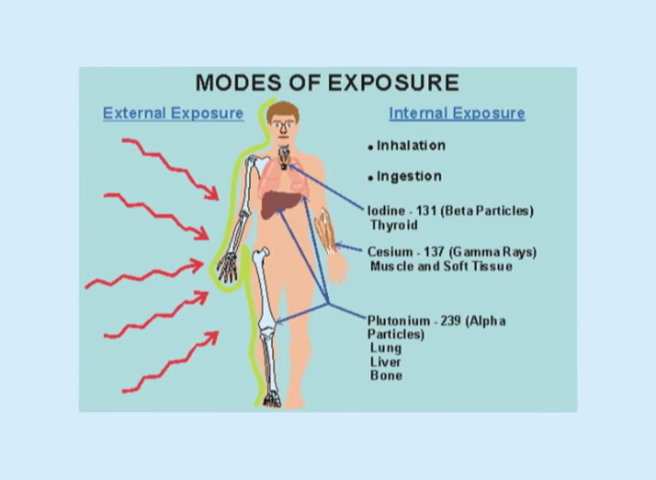 MODES OF EXPOSURE
External Exposure
Internal Exposure
• Inhalation
• Ingestion
Iodine - 131 (Beta Particles)
Thyroid
Cesium - 137 (Gamma Rays)
Muscle and Soft Tissue
Plutonium - 239 (Alpha
Particles)
Lung
Liver
Bone